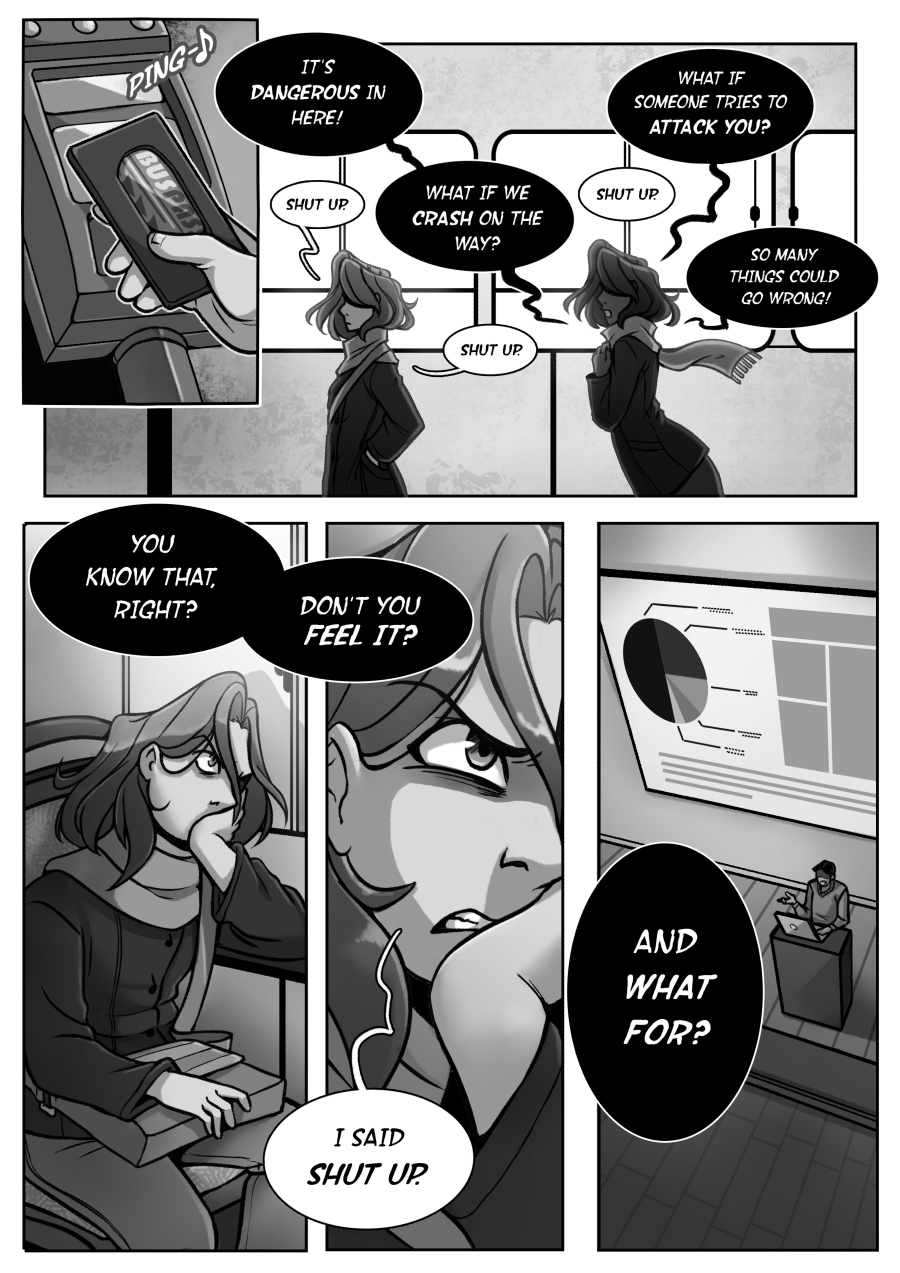 PING-♪
BUS PAS
IT'S
DANGEROUS IN
HERE!
SHUT UP.
WHAT IF WE
CRASH ON THE
WAY?
SHUT UP.
WHAT IF
SOMEONE TRIES TO
ATTACK YOU?
SHUT UP.
SO MANY
THINGS COULD
GO WRONG!
YOU
KNOW THAT,
RIGHT?
DON'T YOU
FEEL IT?
I SAID
SHUT UP.
AND
WHAT
FOR?